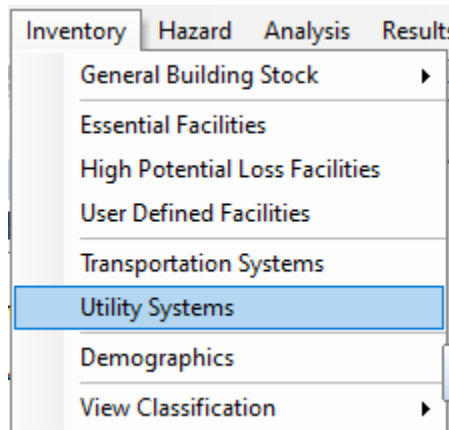 Inventory Hazard Analysis Results
General Building Stock
Essential Facilities
High Potential Loss Facilities
User Defined Facilities
Transportation Systems
Utility Systems
Demographics
View Classification